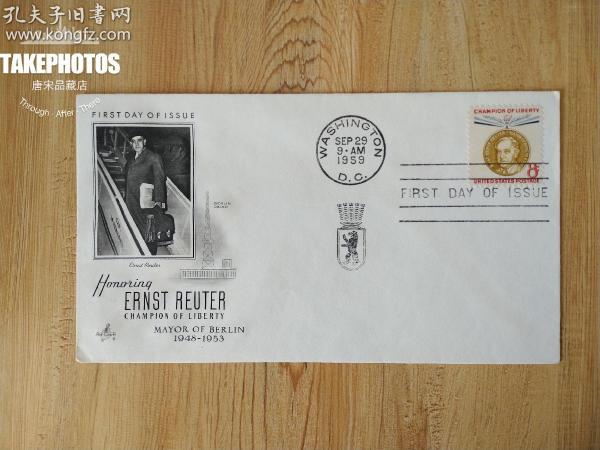 孔夫子旧书网
www.kongfz.com
TAKEPHOTOS
唐宋品藏店
Through · After · There
FIRST DAY OF ISSUE
Ernst Reuter
Honoring
ERNST REUTER
CHAMPION OF LIBERTY
MAYOR OF BERLIN
1948-1953
WASHINGTON
SEP 29
9-AM
1959
D.C.
CHAMPION OF LIBERTY
8c
UNITED STATES POSTAGE
FIRST DAY OF ISSUE